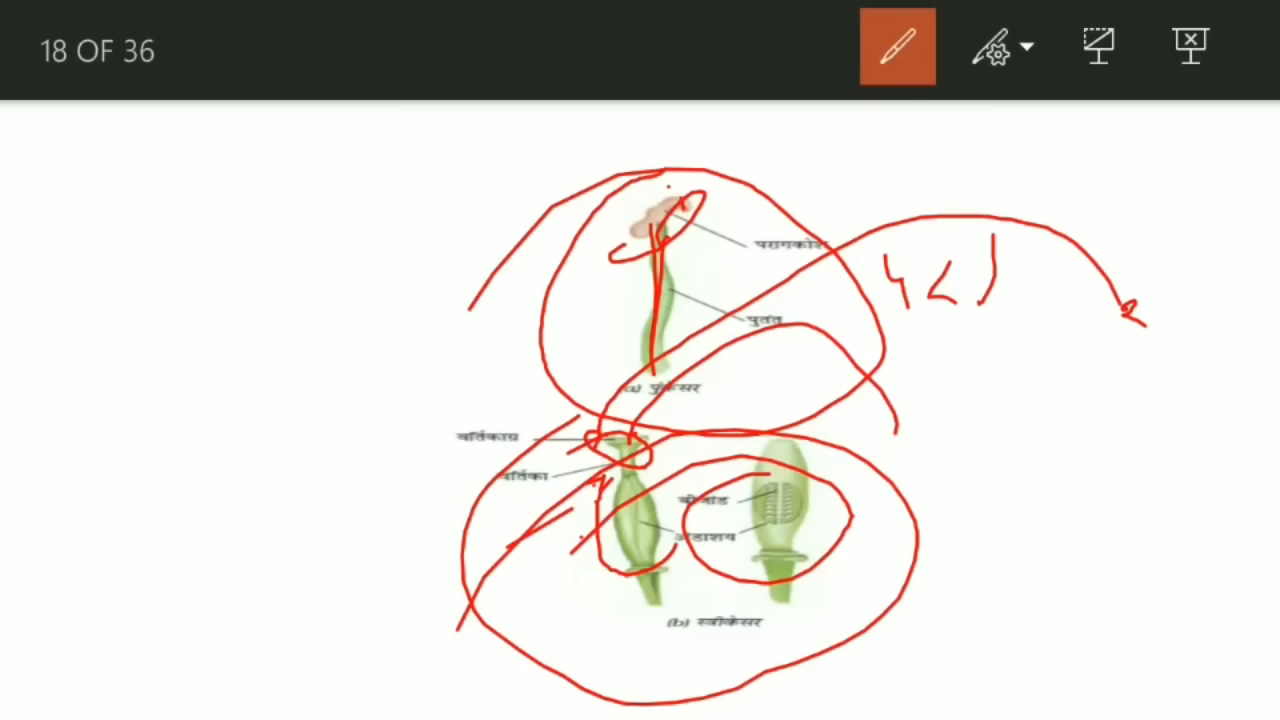 18 OF 36
परागकोश
पुतंतु
(a) पुंकेसर
वर्तिकाग्र
वर्तिका
बीजांड
अंडाशय
(b) स्त्रीकेसर